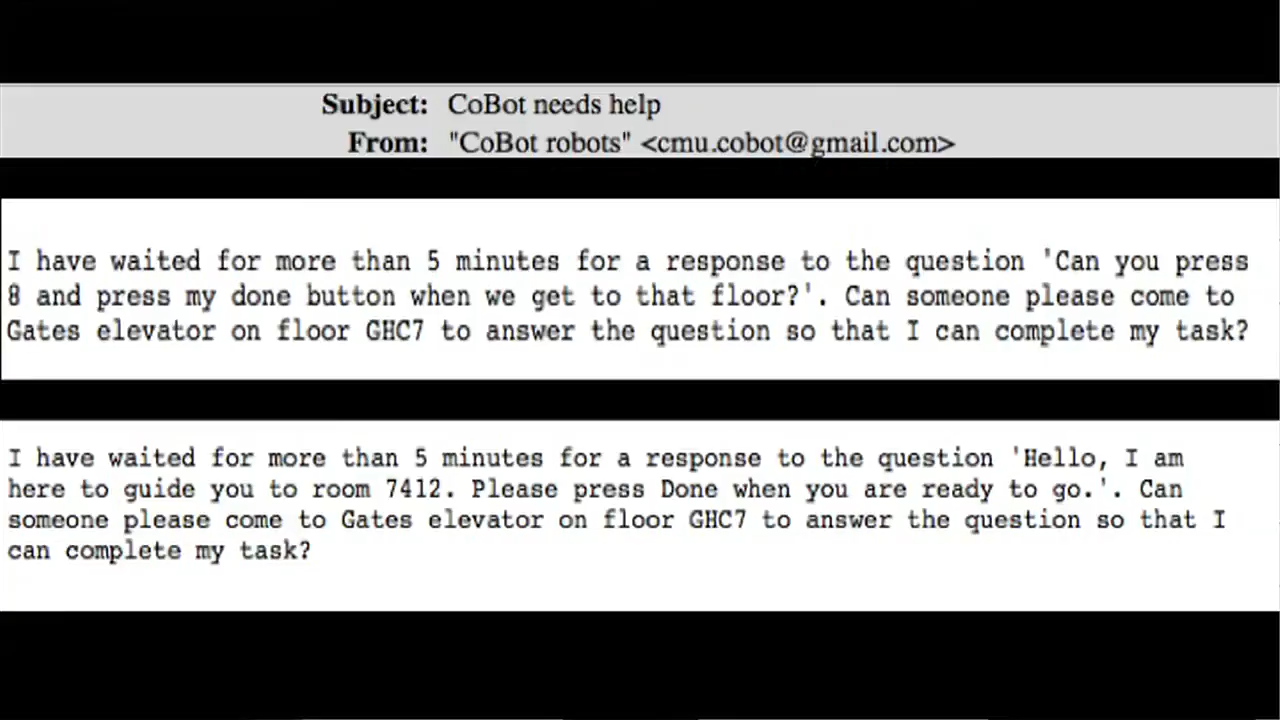 Subject: CoBot needs help
From: "CoBot robots" <cmu.cobot@gmail.com>
I have waited for more than 5 minutes for a response to the question 'Can you press
8 and press my done button when we get to that floor?'. Can someone please come to
Gates elevator on floor GHC7 to answer the question so that I can complete my task?
I have waited for more than 5 minutes for a response to the question 'Hello, I am
here to guide you to room 7412. Please press Done when you are ready to go.'. Can
someone please come to Gates elevator on floor GHC7 to answer the question so that I
can complete my task?